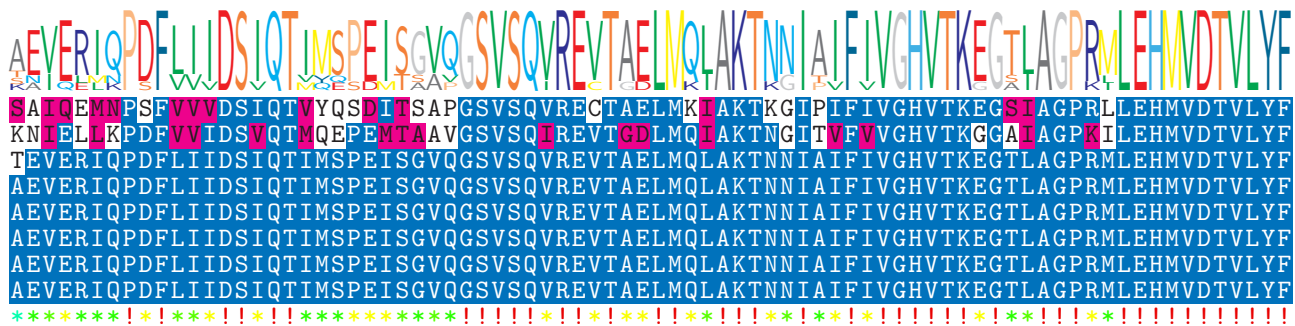 AEVERIQPDFLIIDSIQTIMSPEISGVQGSVSQVREVTAELMQLAKTNNIAIFIVGHVTKEGTLAGPRMLEHMVDTVLYF
SAIQEMNPSFVVVDSIQTVYQSDITSAPGSVSQVRECTAELMKIAKTKGIPIFIVGHVTKEGSIAGPRLLEHMVDTVLYF
KNIELLKPDFVVIDSVQTMQEPEMTAAVGSVSQIREVTGDLMQIAKTNGITVFVVGHVTKGGAIAGPKILEHMVDTVLYF
TEVERIQPDFLIIDSIQTIMSPEISGVQGSVSQVREVTAELMQLAKTNNIAIFIVGHVTKEGTLAGPRMLEHMVDTVLYF
AEVERIQPDFLIIDSIQTIMSPEISGVQGSVSQVREVTAELMQLAKTNNIAIFIVGHVTKEGTLAGPRMLEHMVDTVLYF
AEVERIQPDFLIIDSIQTIMSPEISGVQGSVSQVREVTAELMQLAKTNNIAIFIVGHVTKEGTLAGPRMLEHMVDTVLYF
AEVERIQPDFLIIDSIQTIMSPEISGVQGSVSQVREVTAELMQLAKTNNIAIFIVGHVTKEGTLAGPRMLEHMVDTVLYF
AEVERIQPDFLIIDSIQTIMSPEISGVQGSVSQVREVTAELMQLAKTNNIAIFIVGHVTKEGTLAGPRMLEHMVDTVLYF
AEVERIQPDFLIIDSIQTIMSPEISGVQGSVSQVREVTAELMQLAKTNNIAIFIVGHVTKEGTLAGPRMLEHMVDTVLYF
*******!*!***!!*!!**********!!!!!*!!*!**!!**!!!**!**!*!!!!!!*!**!!!**!!!!!!!!!!!